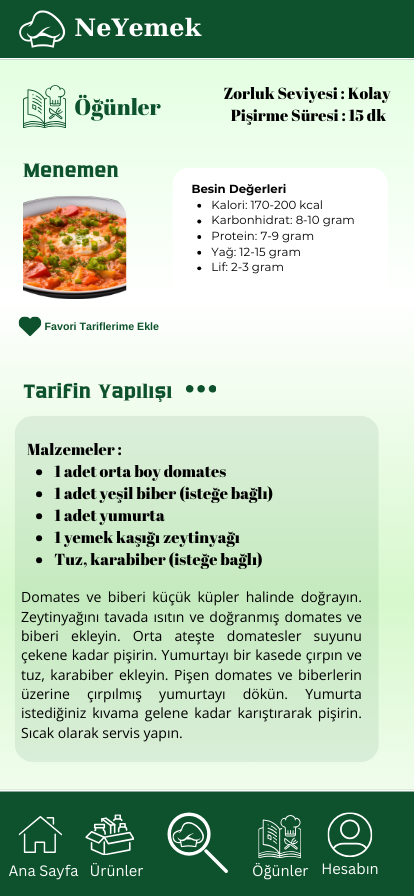 NeYemek
Öğünler
Zorluk Seviyesi : Kolay
Pişirme Süresi : 15 dk
Menemen
Besin Değerleri
• Kalori: 170-200 kcal
• Karbonhidrat: 8-10 gram
• Protein: 7-9 gram
• Yağ: 12-15 gram
• Lif: 2-3 gram
Favori Tariflerime Ekle
Tarifin Yapılışı
Malzemeler :
• 1 adet orta boy domates
• 1 adet yeşil biber (isteğe bağlı)
• 1 adet yumurta
• 1 yemek kaşığı zeytinyağı
• Tuz, karabiber (isteğe bağlı)
Domates ve biberi küçük küpler halinde doğrayın.
Zeytinyağını tavada ısıtın ve doğranmış domates ve
biberi ekleyin. Orta ateşte domatesler suyunu
çekene kadar pişirin. Yumurtayı bir kasede çırpın ve
tuz, karabiber ekleyin. Pişen domates ve biberlerin
üzerine çırpılmış yumurtayı dökün. Yumurta
istediğiniz kıvama gelene kadar karıştırarak pişirin.
Sıcak olarak servis yapın.
Ana Sayfa
Ürünler
Öğünler
Hesabın